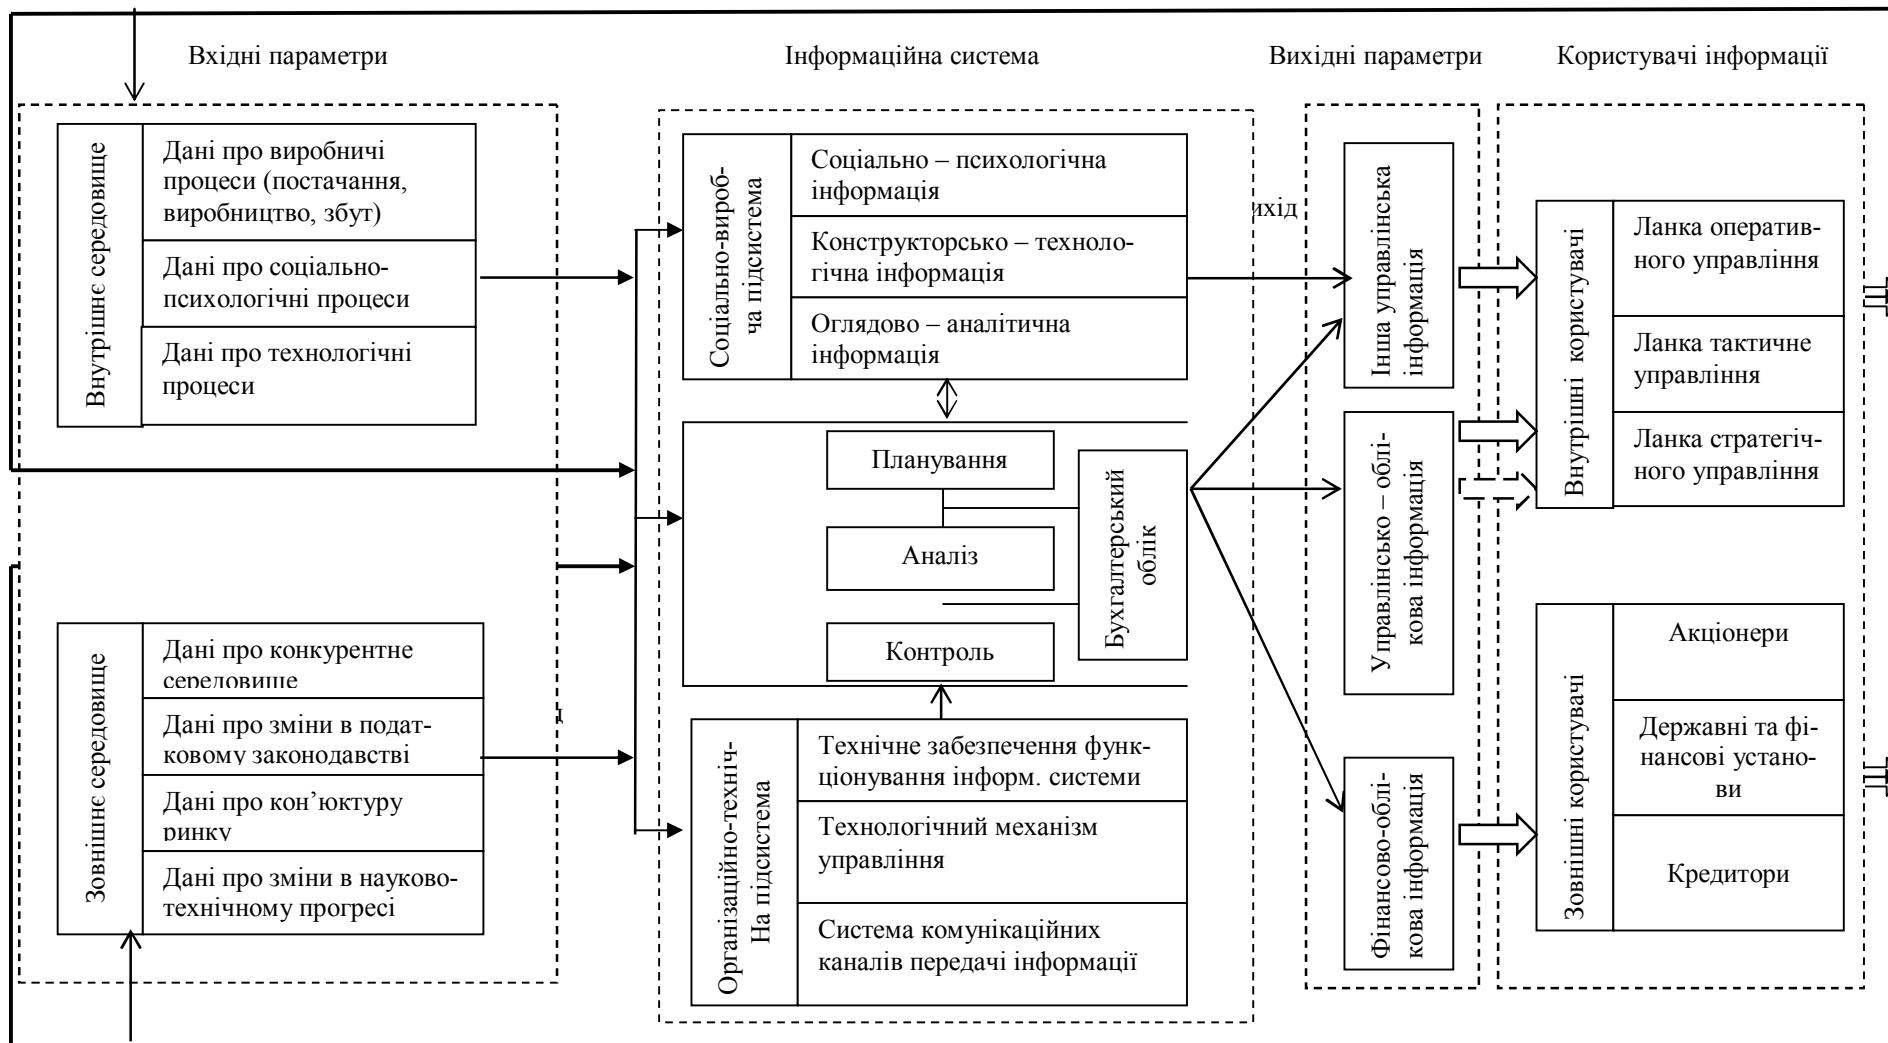 Вхідні параметри
Інформаційна система
Вихідні параметри
Користувачі інформації
Внутрішнє середовище
Дані про виробничі
процеси (постачання,
виробництво, збут)
Дані про соціально-
психологічні процеси
Дані про технологічні
процеси
Зовнішнє середовище
Дані про конкурентне
середовище
Дані про зміни в подат-
ковому законодавстві
Дані про кон’юктуру
ринку
Дані про зміни в науково-
технічному прогресі
Соціально-вироб-
ча підсистема
Соціально – психологічна
інформація
Конструкторсько – техноло-
гічна інформація
Оглядово – аналітична
інформація
Планування
Аналіз
Контроль
Бухгалтерський
облік
Організаційно-техніч-
На підсистема
Технічне забезпечення функ-
ціонування інформ. системи
Технологічний механізм
управління
Система комунікаційних
каналів передачі інформації
ихід
Інша управлінська
інформація
Управлінсько – облі-
кова інформація
Фінансово-облі-
кова інформація
Внутрішні користувачі
Ланка оператив-
ного управління
Ланка тактичне
управління
Ланка стратегіч-
ного управління
Зовнішні користувачі
Акціонери
Державні та фі-
нансові устано-
ви
Кредитори